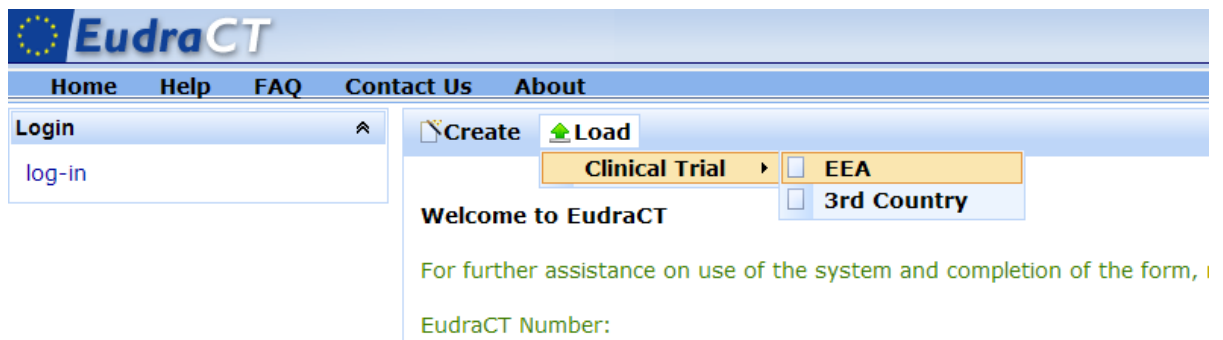 EudraCT
Home Help FAQ Contact Us About
Login
log-in
Create Load
Clinical Trial EEA
3rd Country
Welcome to EudraCT
For further assistance on use of the system and completion of the form,
EudraCT Number: